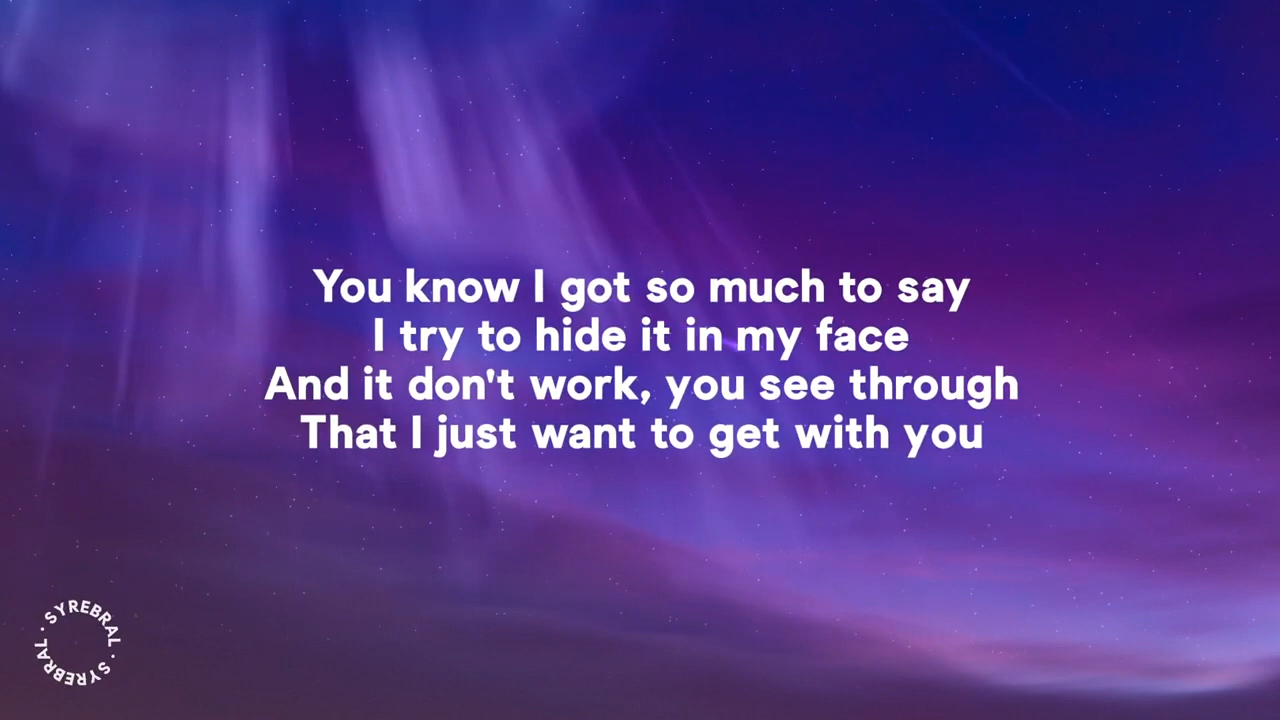 You know I got so much to say
I try to hide it in my face
And it don't work, you see through
That I just want to get with you
SYREBRAL · SYREBRAL ·